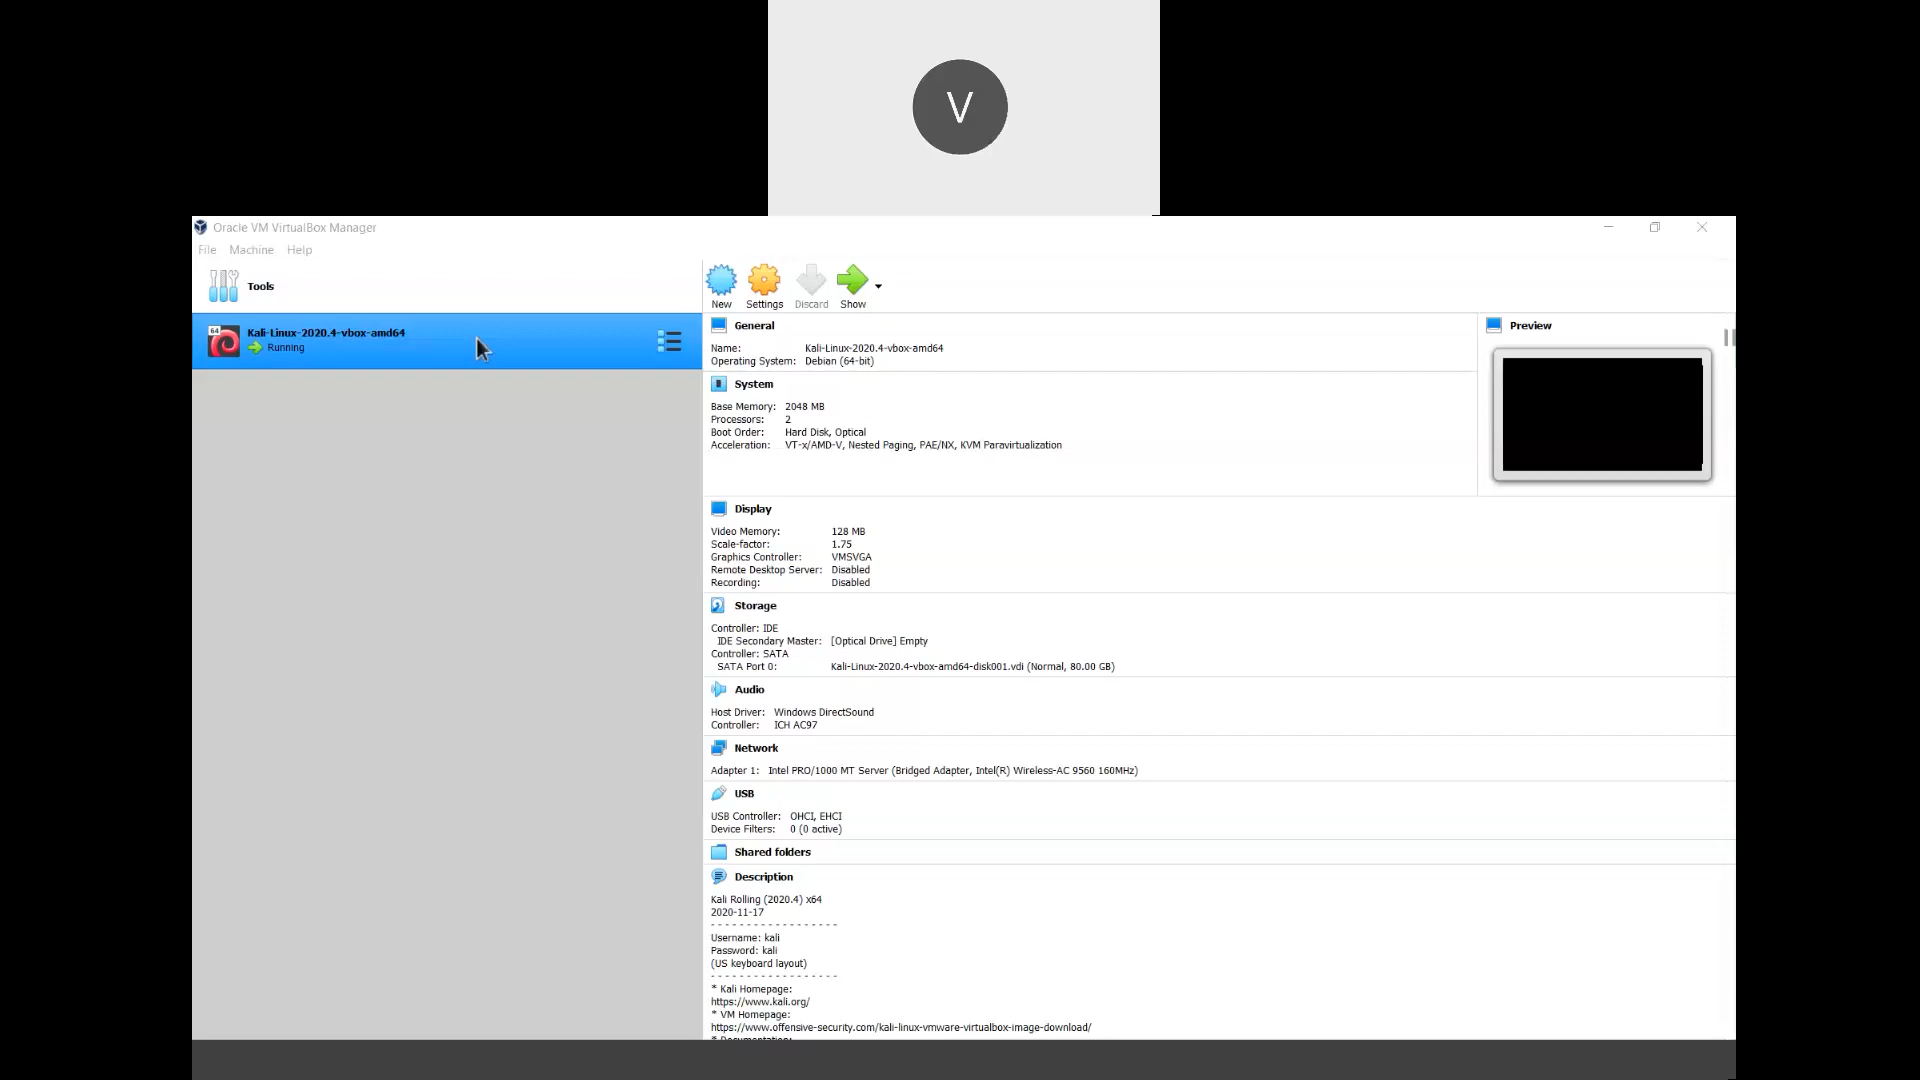 V
Oracle VM VirtualBox Manager
File Machine Help
Tools
New Settings Discard Show
64
Kali-Linux-2020.4-vbox-amd64
Running
General
Name: Kali-Linux-2020.4-vbox-amd64
Operating System: Debian (64-bit)
Preview
System
Base Memory: 2048 MB
Processors: 2
Boot Order: Hard Disk, Optical
Acceleration: VT-x/AMD-V, Nested Paging, PAE/NX, KVM Paravirtualization
Display
Video Memory: 128 MB
Scale-factor: 1.75
Graphics Controller: VMSVGA
Remote Desktop Server: Disabled
Recording: Disabled
Storage
Controller: IDE
IDE Secondary Master: [Optical Drive] Empty
Controller: SATA
SATA Port 0: Kali-Linux-2020.4-vbox-amd64-disk001.vdi (Normal, 80.00 GB)
Audio
Host Driver: Windows DirectSound
Controller: ICH AC97
Network
Adapter 1: Intel PRO/1000 MT Server (Bridged Adapter, Intel(R) Wireless-AC 9560 160MHz)
USB
USB Controller: OHCI, EHCI
Device Filters: 0 (0 active)
Shared folders
Description
Kali Rolling (2020.4) x64
2020-11-17
- - - - - - - - - - - - - - - - - -
Username: kali
Password: kali
(US keyboard layout)
- - - - - - - - - - - - - - - - - -
* Kali Homepage:
https://www.kali.org/
* VM Homepage:
https://www.offensive-security.com/kali-linux-vmware-virtualbox-image-download/
* Documentation: